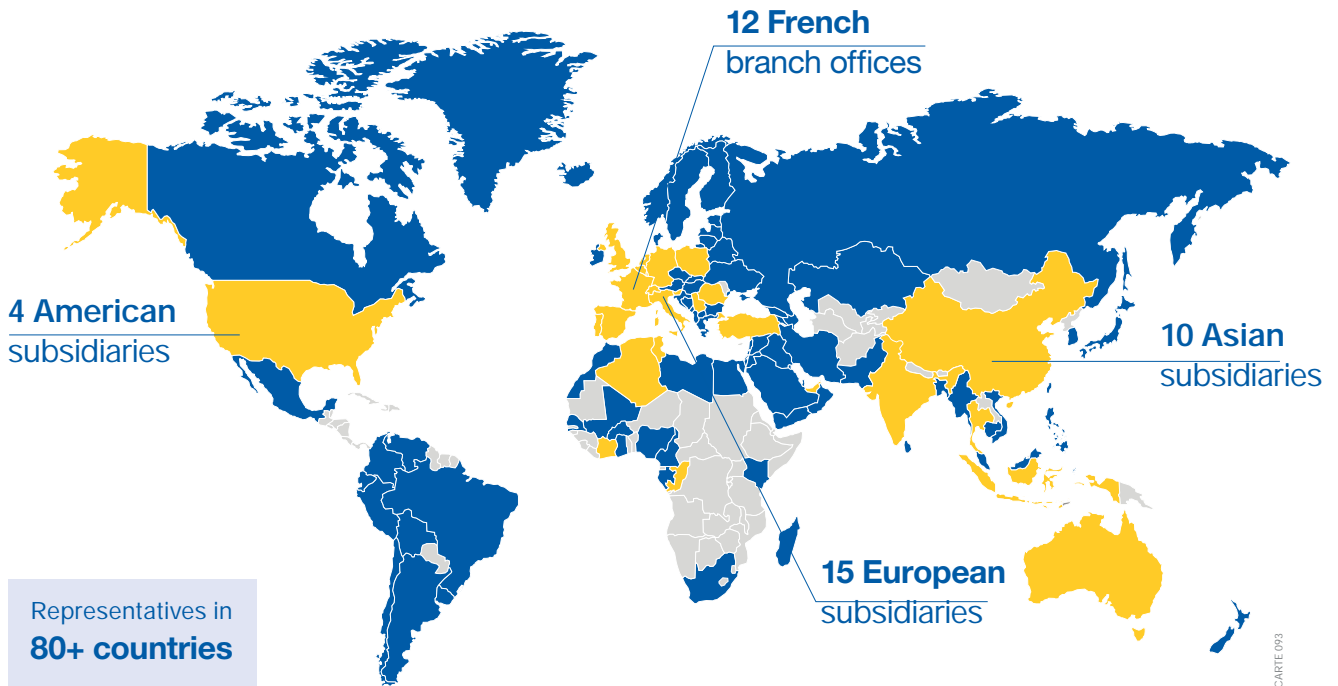 12 French
branch offices
4 American
subsidiaries
10 Asian
subsidiaries
15 European
subsidiaries
Representatives in
80+ countries
CARTE 093